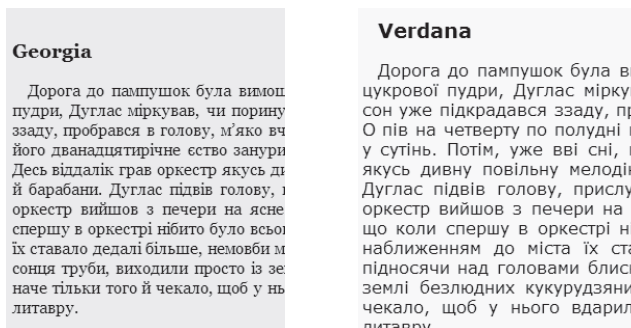 Georgia
Дорога до пампушок була вимощ
пудри, Дуглас міркував, чи порину
ззаду, пробрався в голову, м’яко вч
його дванадцятирічне єство занури
Десь віддалік грав оркестр якусь ди
й барабани. Дуглас підвів голову,
оркестр вийшов з печери на ясне
спершу в оркестрі нібито було всьо
їх ставало дедалі більше, немовби м
сонця труби, виходили просто із зе
наче тільки того й чекало, щоб у нь
литавру.
Verdana
Дорога до пампушок була ви
цукрової пудри, Дуглас мірку
сон уже підкрадався ззаду, пр
О пів на четверту по полудні
у сутінь. Потім, уже вві сні,
якусь дивну повільну мелоді
Дуглас підвів голову, прислу
оркестр вийшов з печери на
що коли спершу в оркестрі н
наближенням до міста їх ста
підносячи над головами блис
землі безлюдних кукурудзяни
чекало, щоб у нього вдарил
литавру